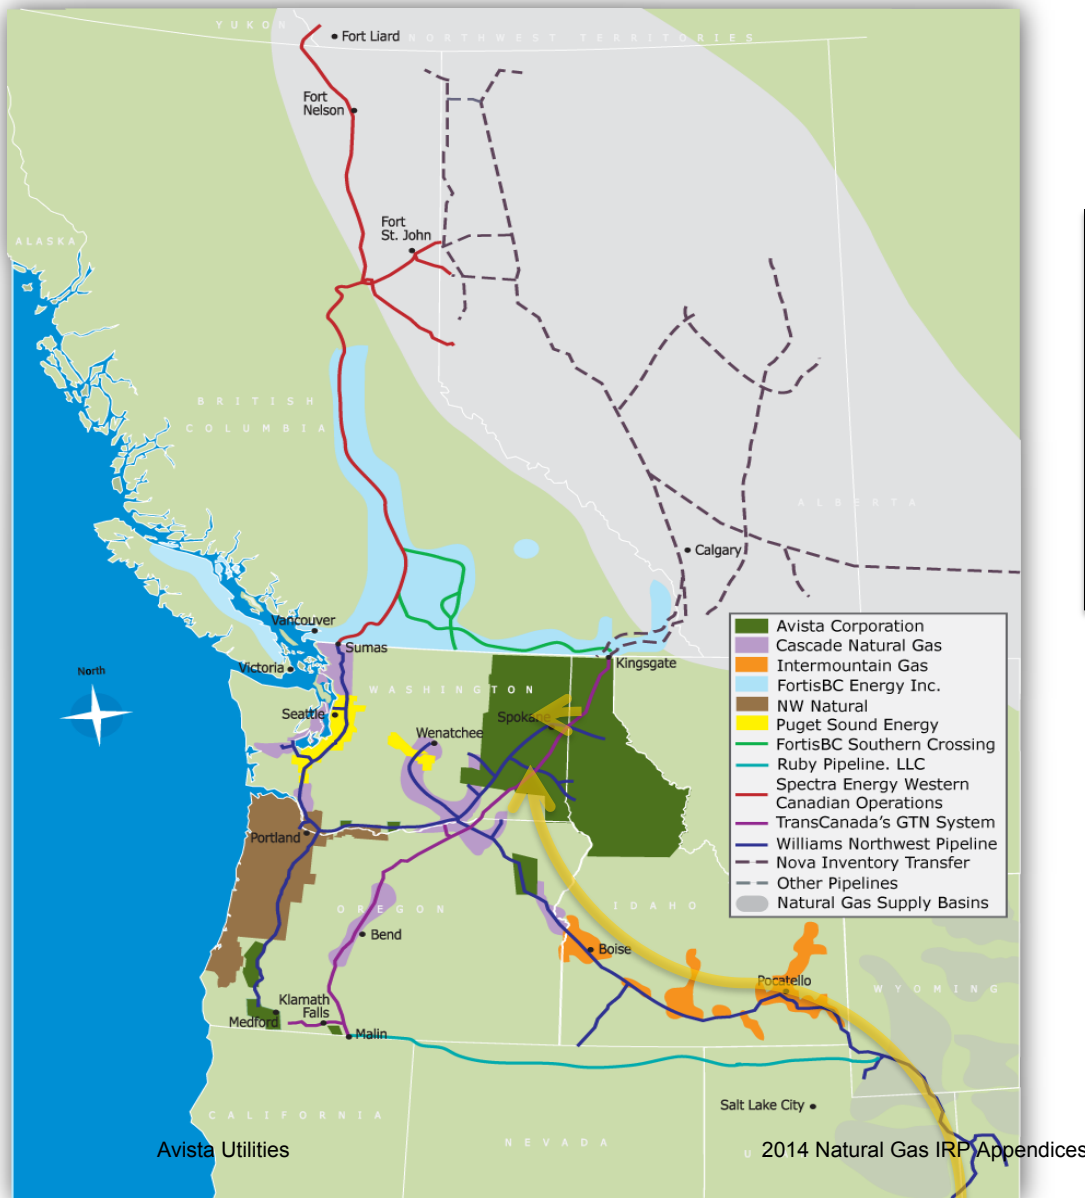 YUKON
Fort Liard
NORTHWEST TERRITORIES
Fort
Nelson
Fort
St. John
ALASKA
BRITISH
COLUMBIA
ALBERTA
Calgary
Vancouver
Sumas
Victoria
Kingsgate
North
WASHINGTON
Seattle
Spokane
Wenatchee
Portland
Avista Corporation
Cascade Natural Gas
Intermountain Gas
FortisBC Energy Inc.
NW Natural
Puget Sound Energy
FortisBC Southern Crossing
Ruby Pipeline. LLC
Spectra Energy Western
Canadian Operations
TransCanada's GTN System
Williams Northwest Pipeline
Nova Inventory Transfer
Other Pipelines
Natural Gas Supply Basins
OREGON
IDAHO
Bend
Boise
Pocatello
WYOMING
Klamath
Falls
Medford
Malin
Salt Lake City
CALIFORNIA
NEVADA
U
Avista Utilities
2014 Natural Gas IRP Appendices